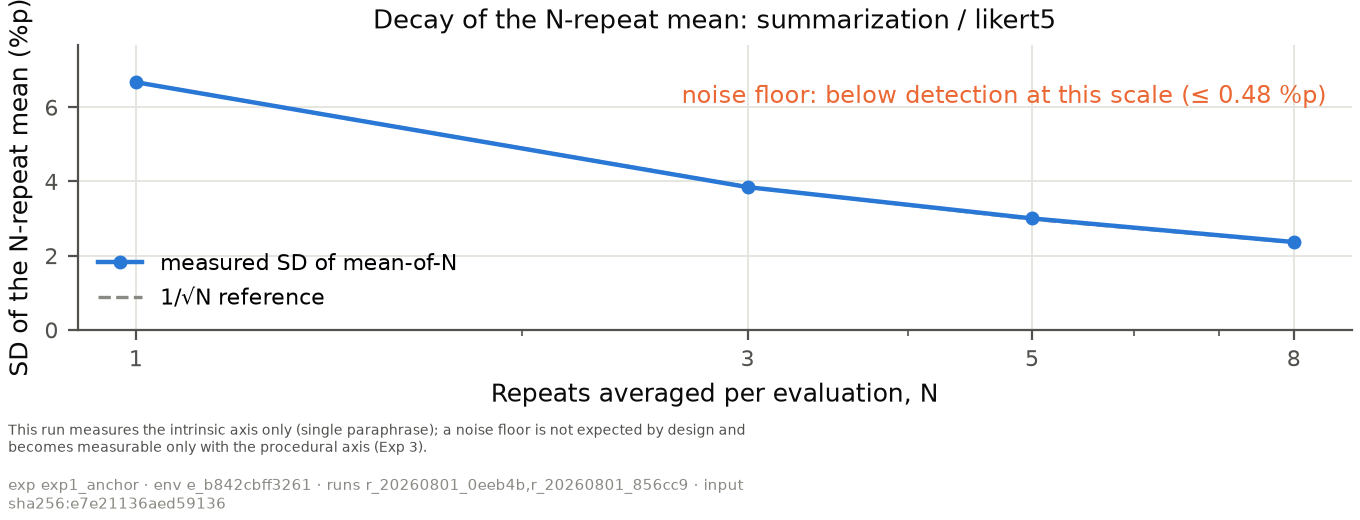 Decay of the N-repeat mean: summarization / likert5
SD of the N-repeat mean (%p)
6
4
2
0
noise floor: below detection at this scale (≤ 0.48 %p)
measured SD of mean-of-N
1/√N reference
1
3
5
8
Repeats averaged per evaluation, N
This run measures the intrinsic axis only (single paraphrase); a noise floor is not expected by design and
becomes measurable only with the procedural axis (Exp 3).
exp exp1_anchor · env e_b842cbff3261 · runs r_20260801_0eeb4b,r_20260801_856cc9 · input
sha256:e7e21136aed59136